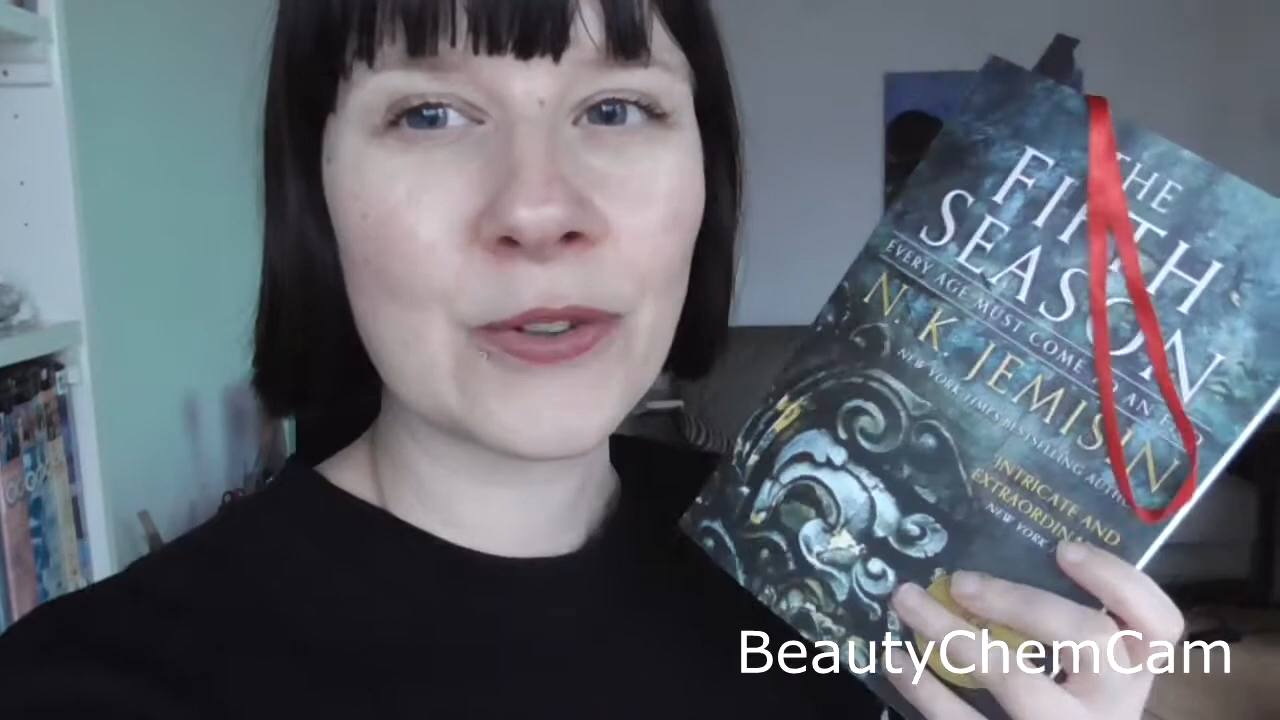 THE
FIFTH
SEASON
EVERY AGE MUST COME TO AN END
N. K. JEMISIN
NEW YORK TIMES BESTSELLING AUTHOR
'INTRICATE AND
EXTRAORDINARY'
NEW YORK
BeautyChemCam